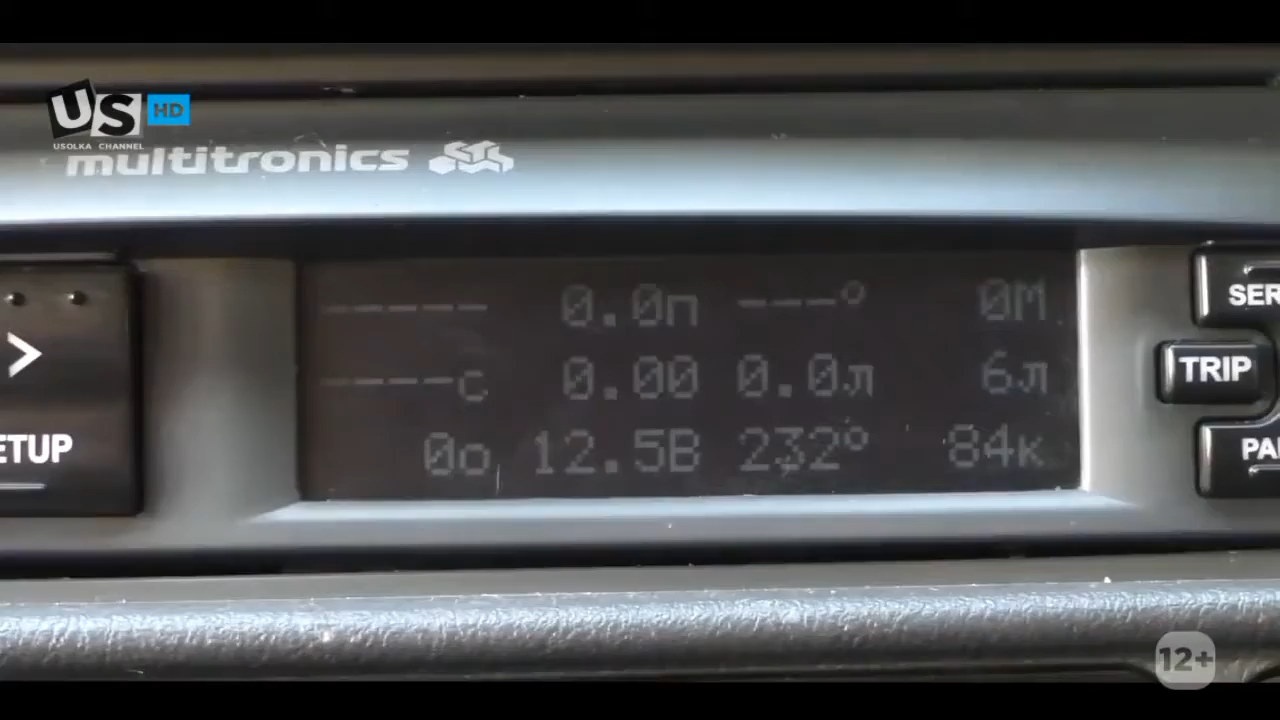 US HD
USOLKA CHANNEL
multitronics
----- 0.0п ---° 0М
----с 0.00 0.0л 6л
0о 12.5В 232° 84к
>
ETUP
SER
TRIP
PA
12+